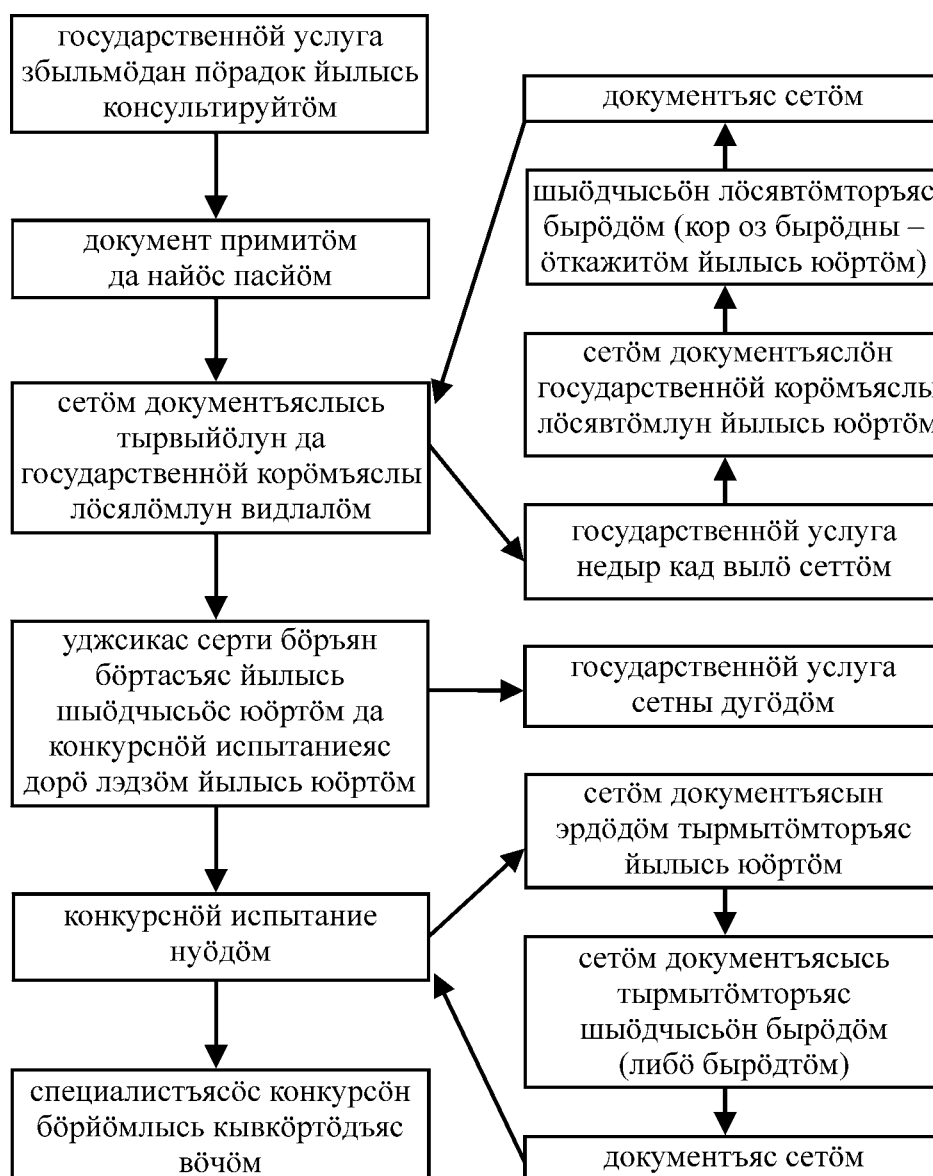 государственнӧй услуга
збыльмӧдан пӧрадок йылысь
консультируйтӧм
документ примитӧм
да найӧс пасйӧм
сетӧм документъяслысь
тырвыйӧлун да
государственнӧй корӧмъяслы
лӧсялӧмлун видлалӧм
уджсикас серти бӧръян
бӧртасъяс йылысь
шыӧдчысьӧс юӧртӧм да
конкурснӧй испытаниеяс
дорӧ лэдзӧм йылысь юӧртӧм
конкурснӧй испытание
нуӧдӧм
специалистъясӧс конкурсӧн
бӧрйӧмлысь кывкӧртӧдъяс
вӧчӧм
документъяс сетӧм
шыӧдчысьӧн лӧсявтӧмторъяс
бырӧдӧм (кор оз бырӧдны –
ӧткажитӧм йылысь юӧртӧм)
сетӧм документъяслӧн
государственнӧй корӧмъяслы
лӧсявтӧмлун йылысь юӧртӧм
государственнӧй услуга
недыр кад вылӧ сеттӧм
государственнӧй услуга
сетны дугӧдӧм
сетӧм документъясын
эрдӧдӧм тырмытӧмторъяс
йылысь юӧртӧм
сетӧм документъясысь
тырмытӧмторъяс
шыӧдчысьӧн бырӧдӧм
(либӧ бырӧдтӧм)
документъяс сетӧм